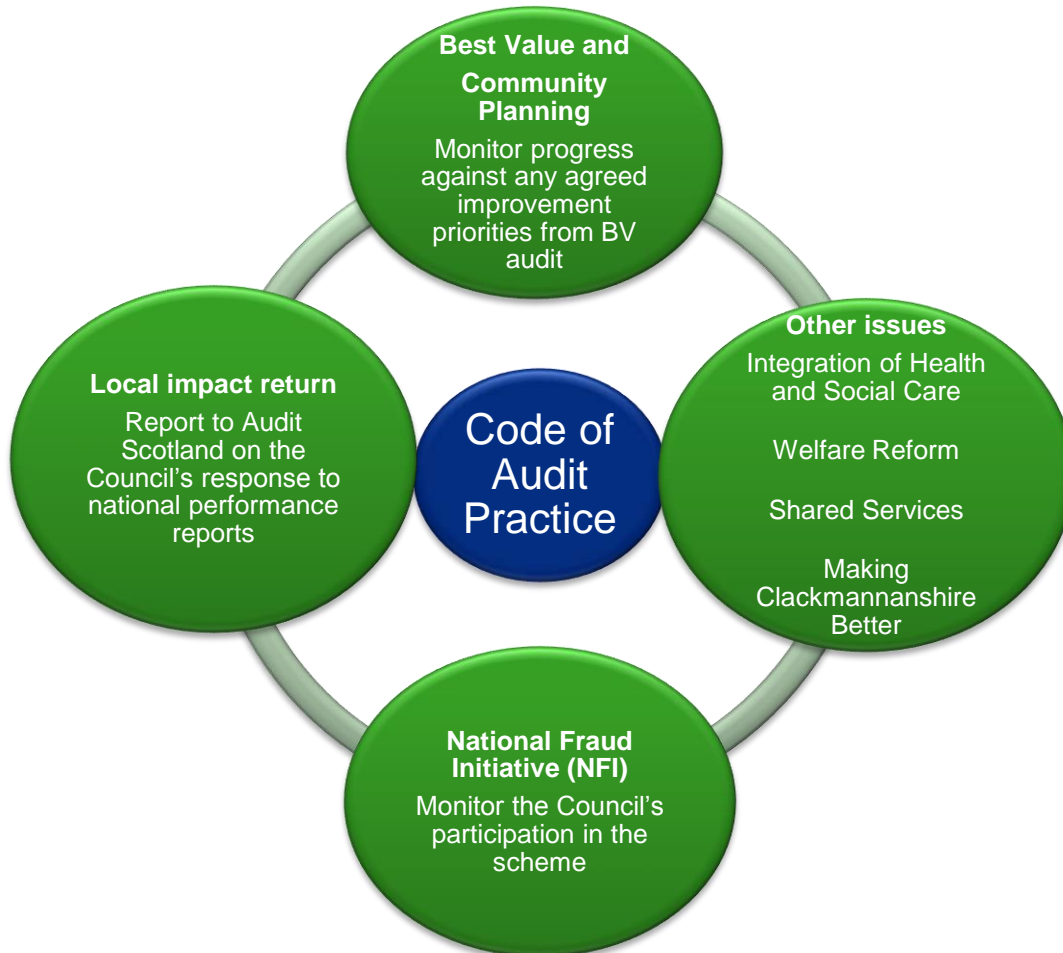 Best Value and
Community
Planning
Monitor progress
against any agreed
improvement
priorities from BV
audit
Other issues
Integration of Health
and Social Care
Welfare Reform
Shared Services
Making
Clackmannanshire
Better
Local impact return
Report to Audit
Scotland on the
Council’s response to
national performance
reports
Code of
Audit
Practice
National Fraud
Initiative (NFI)
Monitor the Council’s
participation in the
scheme